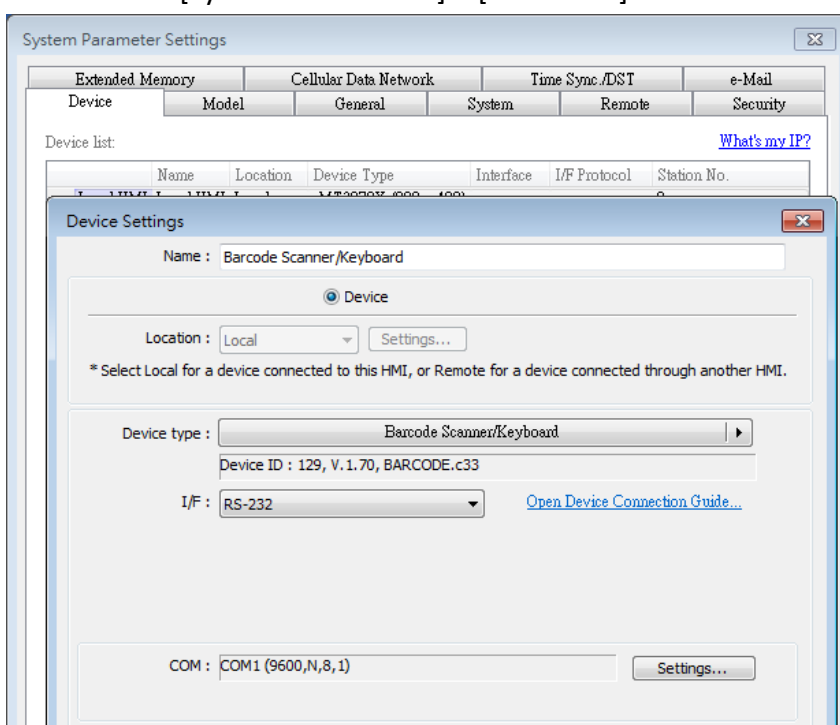 System Parameter Settings
Extended Memory Cellular Data Network Time Sync./DST e-Mail
Device Model General System Remote Security
Device list: What's my IP?
Name Location Device Type Interface I/F Protocol Station No.
Device Settings
Name : Barcode Scanner/Keyboard
Device
Location : Local Settings...
* Select Local for a device connected to this HMI, or Remote for a device connected through another HMI.
Device type : Barcode Scanner/Keyboard
Device ID : 129, V.1.70, BARCODE.c33
I/F : RS-232 Open Device Connection Guide...
COM : COM1 (9600,N,8,1) Settings...